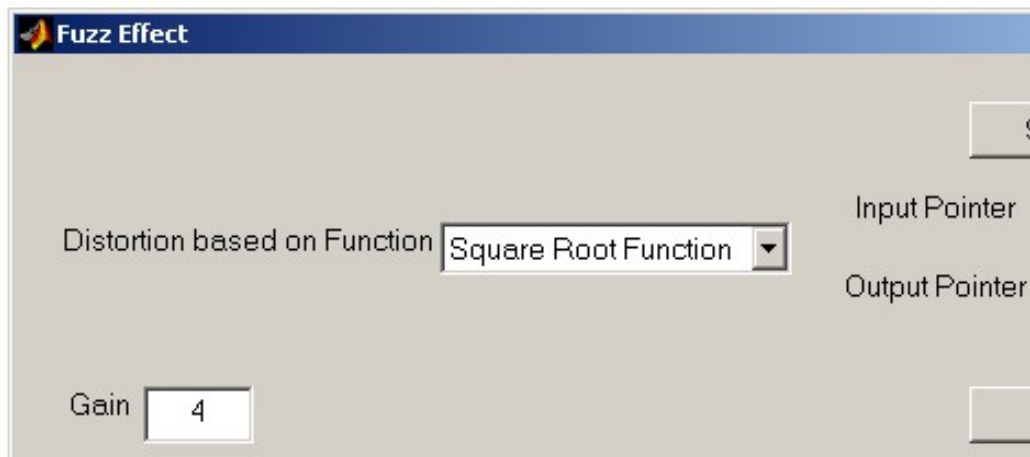 Fuzz Effect
Input Pointer
Distortion based on Function
Square Root Function
Output Pointer
Gain
4